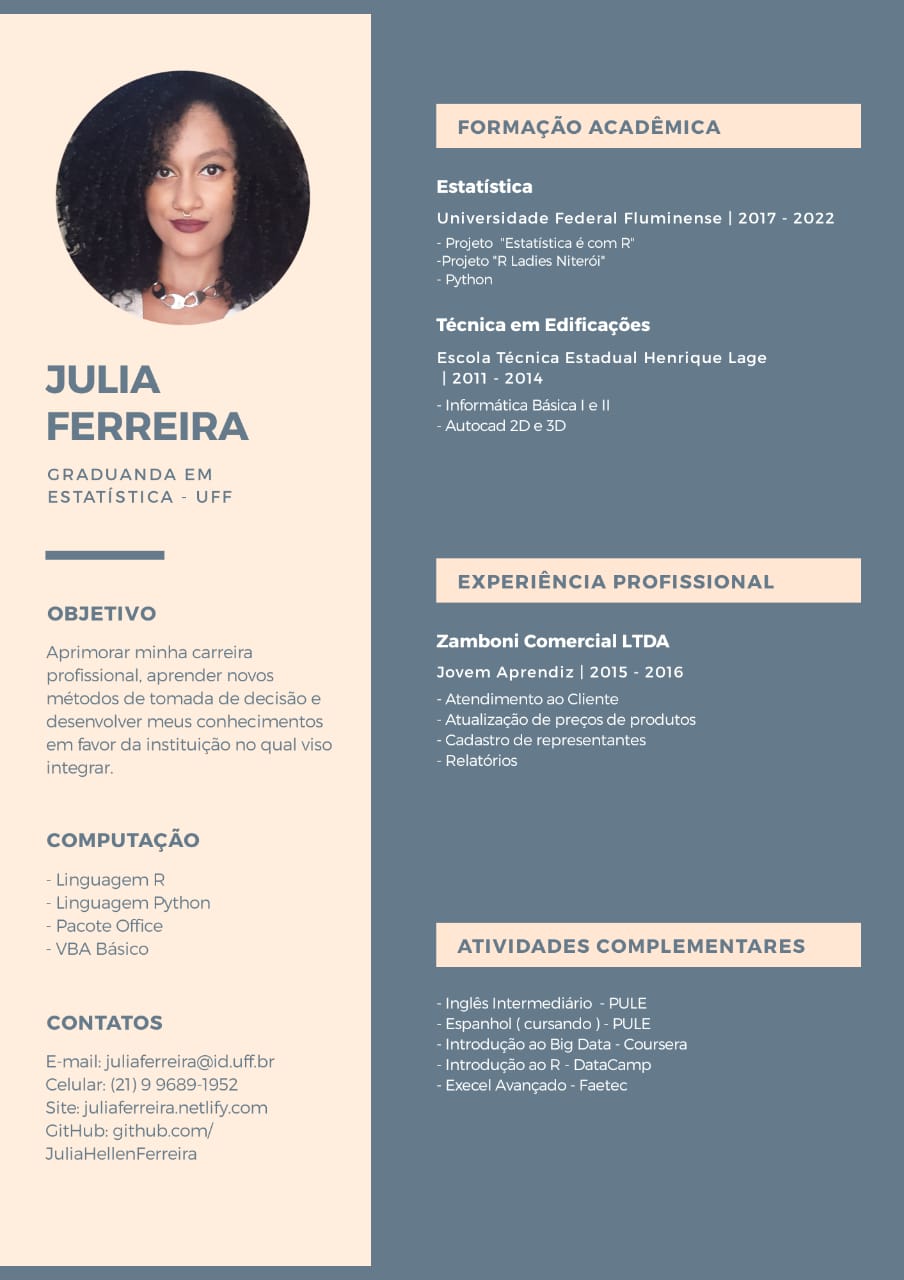 JULIA
FERREIRA
GRADUANDA EM
ESTATÍSTICA - UFF
OBJETIVO
Aprimorar minha carreira
profissional, aprender novos
métodos de tomada de decisão e
desenvolver meus conhecimentos
em favor da instituição no qual viso
integrar.
COMPUTAÇÃO
- Linguagem R
- Linguagem Python
- Pacote Office
- VBA Básico
CONTATOS
E-mail: juliaferreira@id.uff.br
Celular: (21) 9 9689-1952
Site: juliaferreira.netlify.com
GitHub: github.com/
JuliaHellenFerreira
FORMAÇÃO ACADÊMICA
Estatística
Universidade Federal Fluminense | 2017 - 2022
- Projeto  "Estatística é com R"
-Projeto "R Ladies Niterói"
- Python
Técnica em Edificações
Escola Técnica Estadual Henrique Lage
| 2011 - 2014
- Informática Básica I e II
- Autocad 2D e 3D
EXPERIÊNCIA PROFISSIONAL
Zamboni Comercial LTDA
Jovem Aprendiz | 2015 - 2016
- Atendimento ao Cliente
- Atualização de preços de produtos
- Cadastro de representantes
- Relatórios
ATIVIDADES COMPLEMENTARES
- Inglês Intermediário  - PULE
- Espanhol ( cursando ) - PULE
- Introdução ao Big Data - Coursera
- Introdução ao R - DataCamp
- Execel Avançado - Faetec